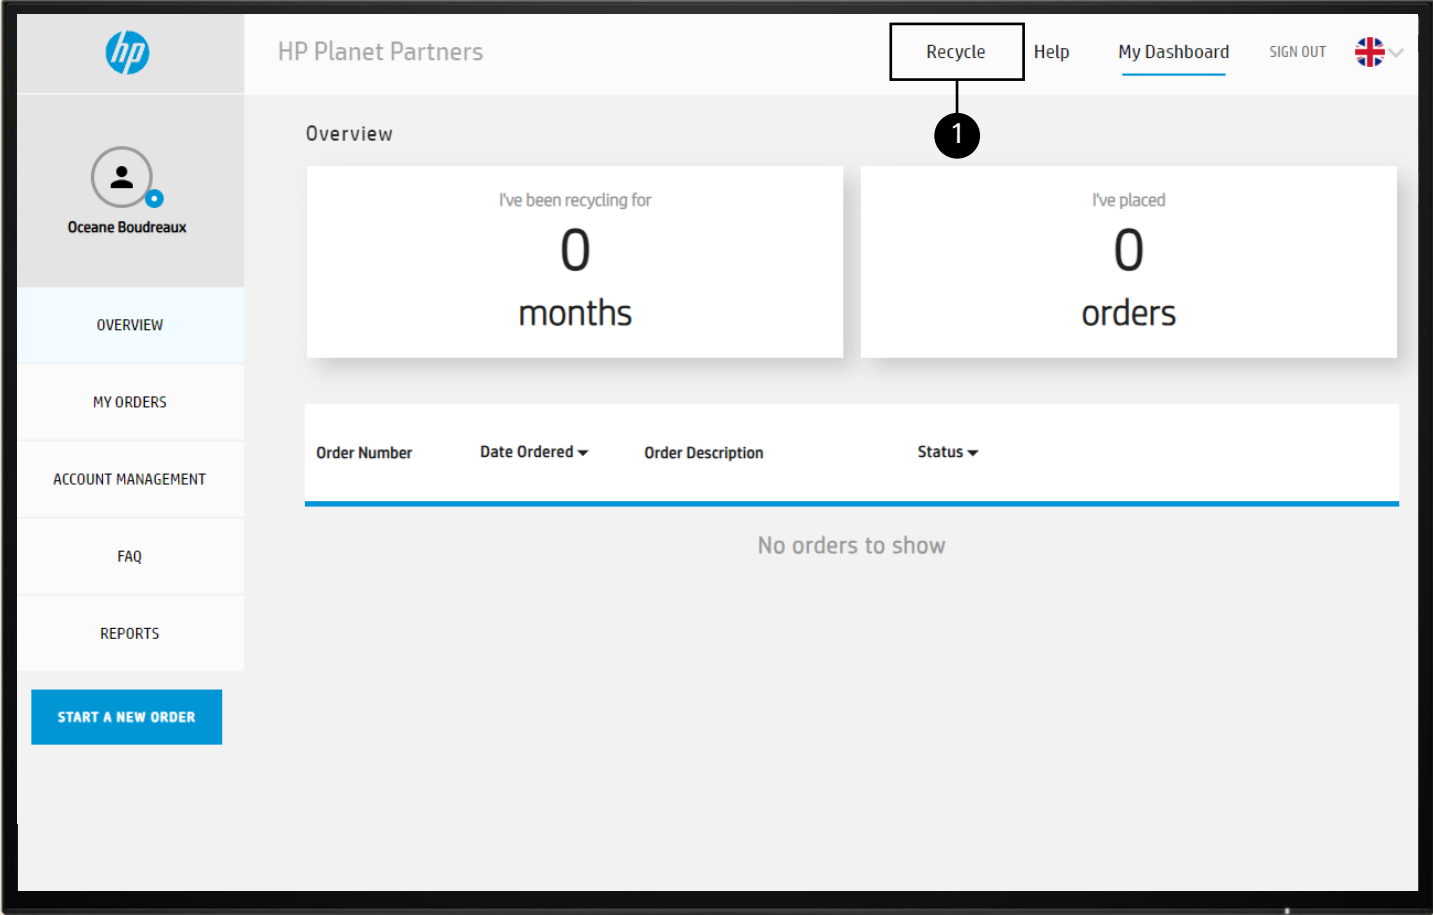 hp
HP Planet Partners
Recycle
Help
My Dashboard
SIGN OUT
1
Oceane Boudreaux
OVERVIEW
MY ORDERS
ACCOUNT MANAGEMENT
FAQ
REPORTS
START A NEW ORDER
Overview
I've been recycling for
0
months
I've placed
0
orders
Order Number
Date Ordered
Order Description
Status
No orders to show